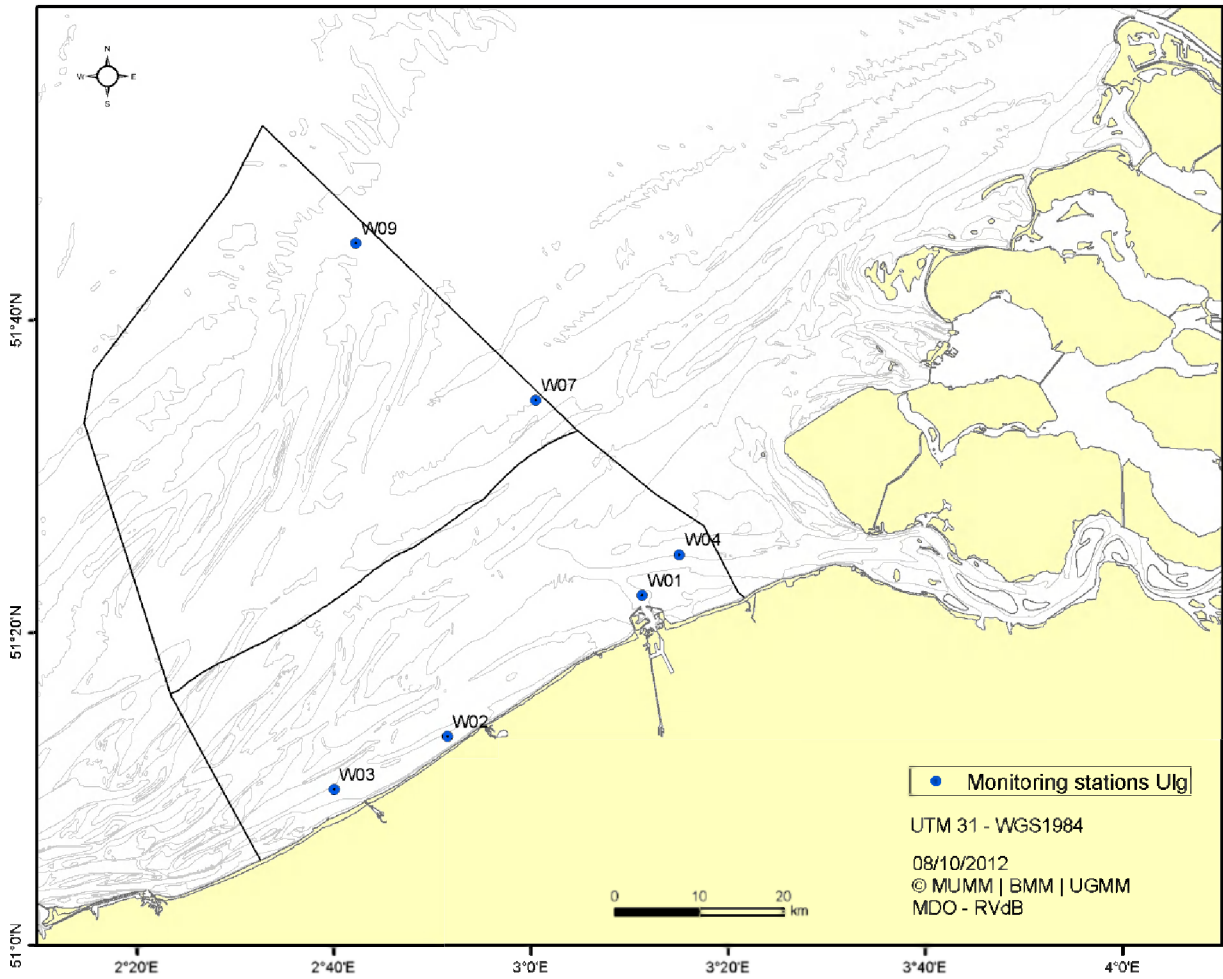 N
W E
S
W09
51°40'N
W07
W04
W01
51°20'N
W02
W03
Monitoring stations Ulg
UTM 31 - WGS1984
08/10/2012
© MUMM | BMM | UGMM
MDO - RVdB
0 10 20
km
51°0'N
2°20'E 2°40'E 3°0'E 3°20'E 3°40'E 4°0'E